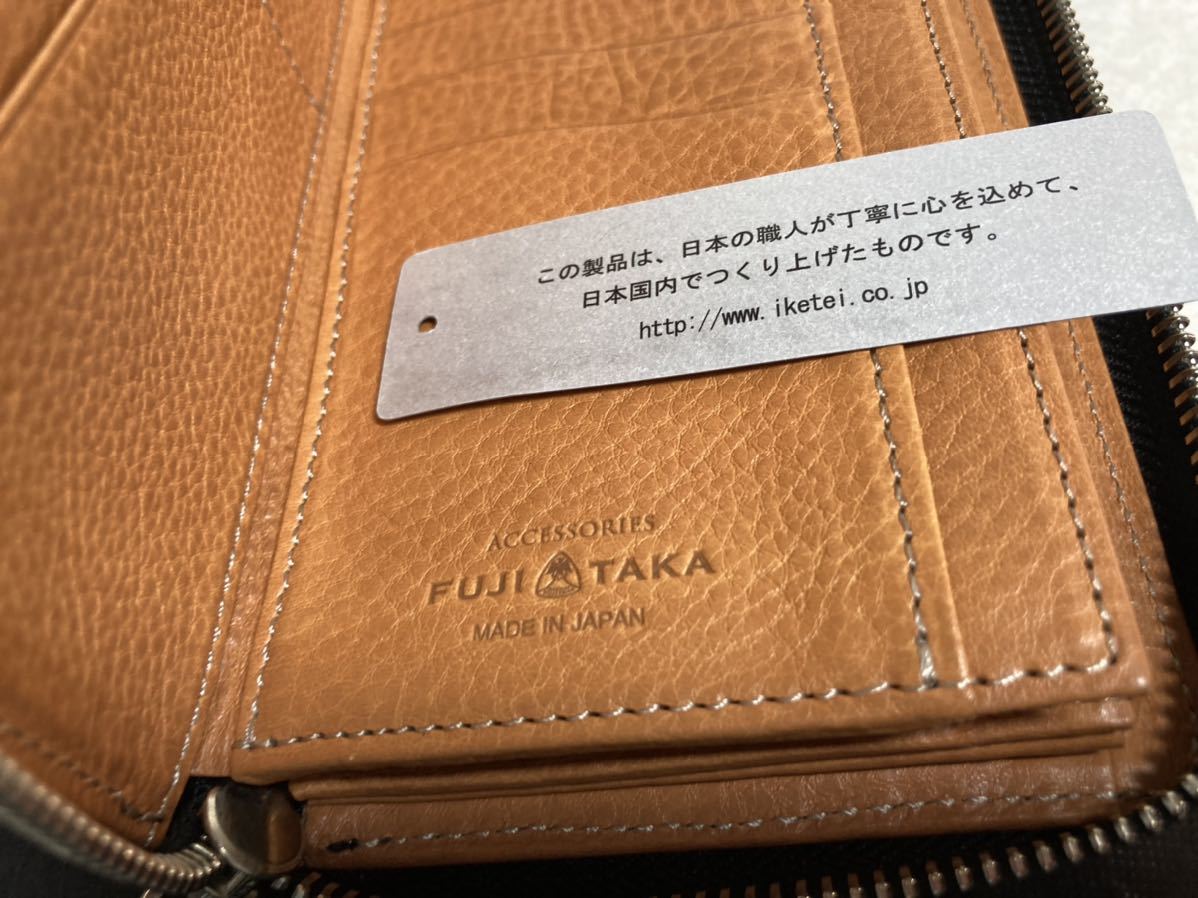 この製品は、日本の職人が丁寧に心を込めて、
日本国内でつくり上げたものです。
http://www.iketei.co.jp
ACCESSORIES
FUJI TAKA
MADE IN JAPAN